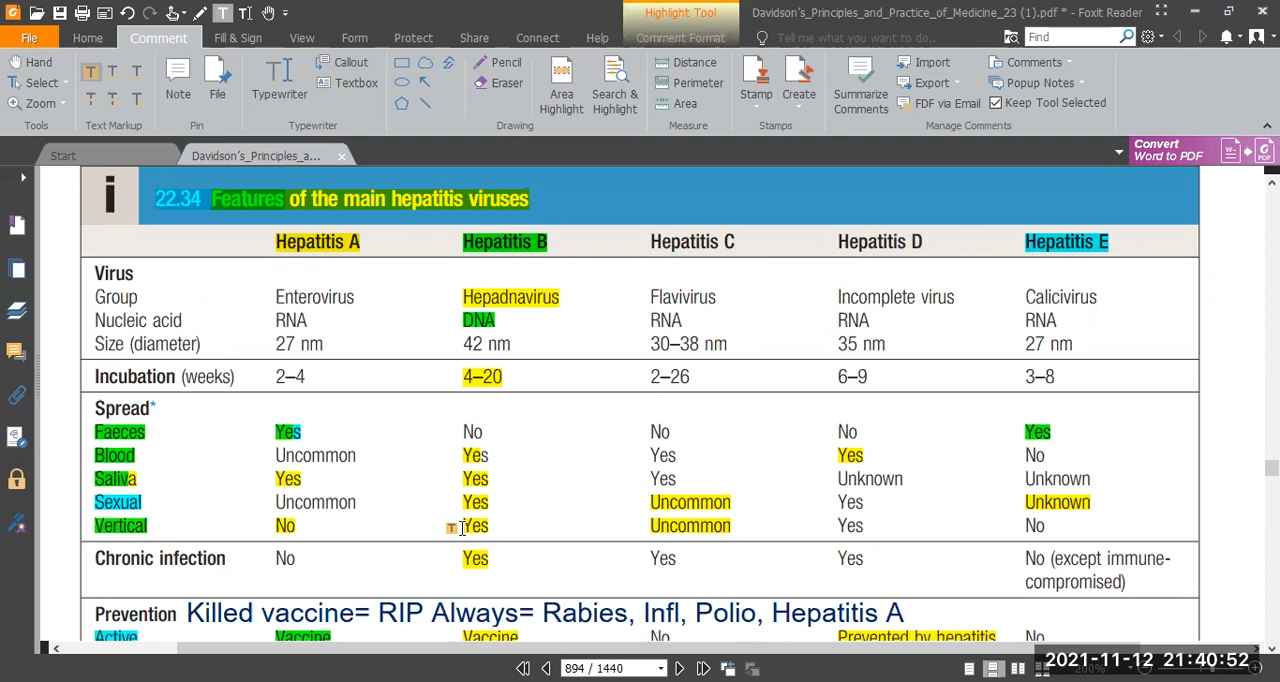 Highlight Tool Davidson's_Principles_and_Practice_of_Medicine_23 (1).pdf * - Foxit Reader
File Home Comment Fill & Sign View Form Protect Share Connect Help Comment Format Tell me what you want to do.. Find
Hand Callout Pencil Distance Import Comments
Select Textbox Eraser Perimeter Export Popup Notes
Zoom Note File Typewriter Area Highlight Search & Highlight Area Stamp Create Summarize Comments FDF via Email Keep Tool Selected
Tools Text Markup Pin Typewriter Drawing Measure Stamps Manage Comments
Start Davidson's_Principles_a... Convert Word to PDF
i 22.34 Features of the main hepatitis viruses
Hepatitis A Hepatitis B Hepatitis C Hepatitis D Hepatitis E
Virus
Group Enterovirus Hepadnavirus Flavivirus Incomplete virus Calicivirus
Nucleic acid RNA DNA RNA RNA RNA
Size (diameter) 27 nm 42 nm 30–38 nm 35 nm 27 nm
Incubation (weeks) 2–4 4–20 2–26 6–9 3–8
Spread*
Faeces Yes No No No Yes
Blood Uncommon Yes Yes Yes No
Saliva Yes Yes Yes Unknown Unknown
Sexual Uncommon Yes Uncommon Yes Unknown
Vertical No Yes Uncommon Yes No
Chronic infection No Yes Yes Yes No (except immune-
compromised)
Prevention Killed vaccine= RIP Always= Rabies, Infl, Polio, Hepatitis A
Active Vaccine Vaccine No Prevented by hepatitis No
894 / 1440
2021-11-12 21:40:52